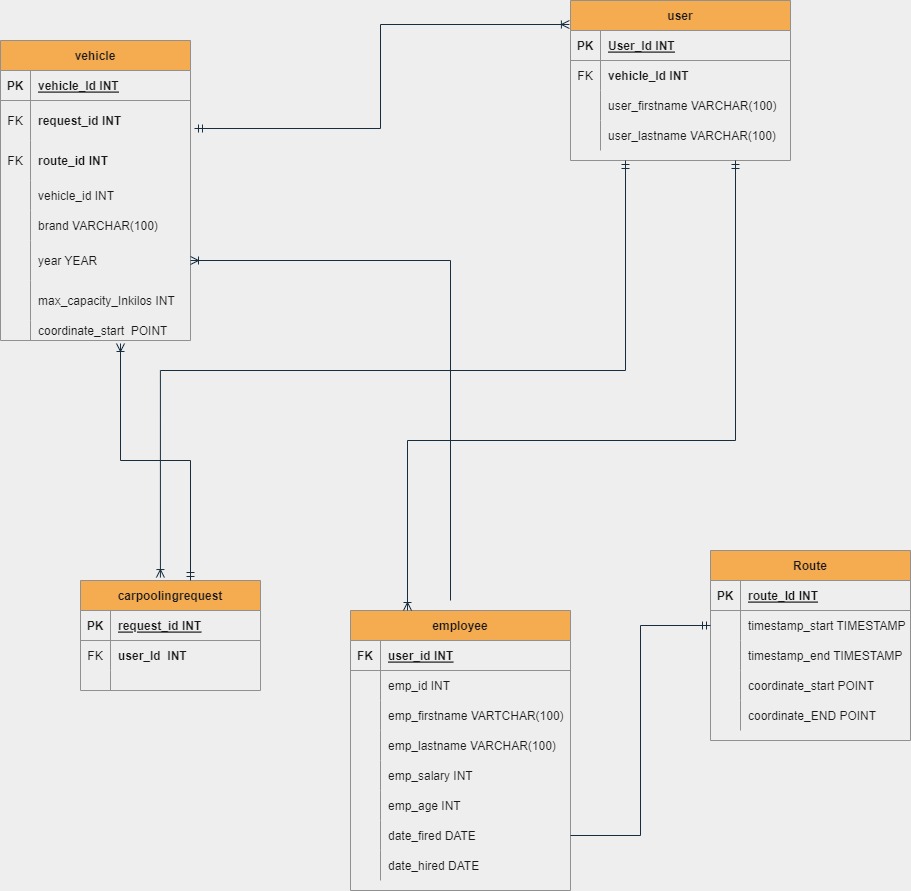 user
PK User_Id INT
FK vehicle_Id INT
user_firstname VARCHAR(100)
user_lastname VARCHAR(100)
vehicle
PK vehicle_Id INT
FK request_id INT
FK route_id INT
vehicle_id INT
brand VARCHAR(100)
year YEAR
max_capacity_Inkilos INT
coordinate_start POINT
carpoolingrequest
PK request_id INT
FK user_Id INT
employee
FK user_id INT
emp_id INT
emp_firstname VARTCHAR(100)
emp_lastname VARCHAR(100)
emp_salary INT
emp_age INT
date_fired DATE
date_hired DATE
Route
PK route_Id INT
timestamp_start TIMESTAMP
timestamp_end TIMESTAMP
coordinate_start POINT
coordinate_END POINT